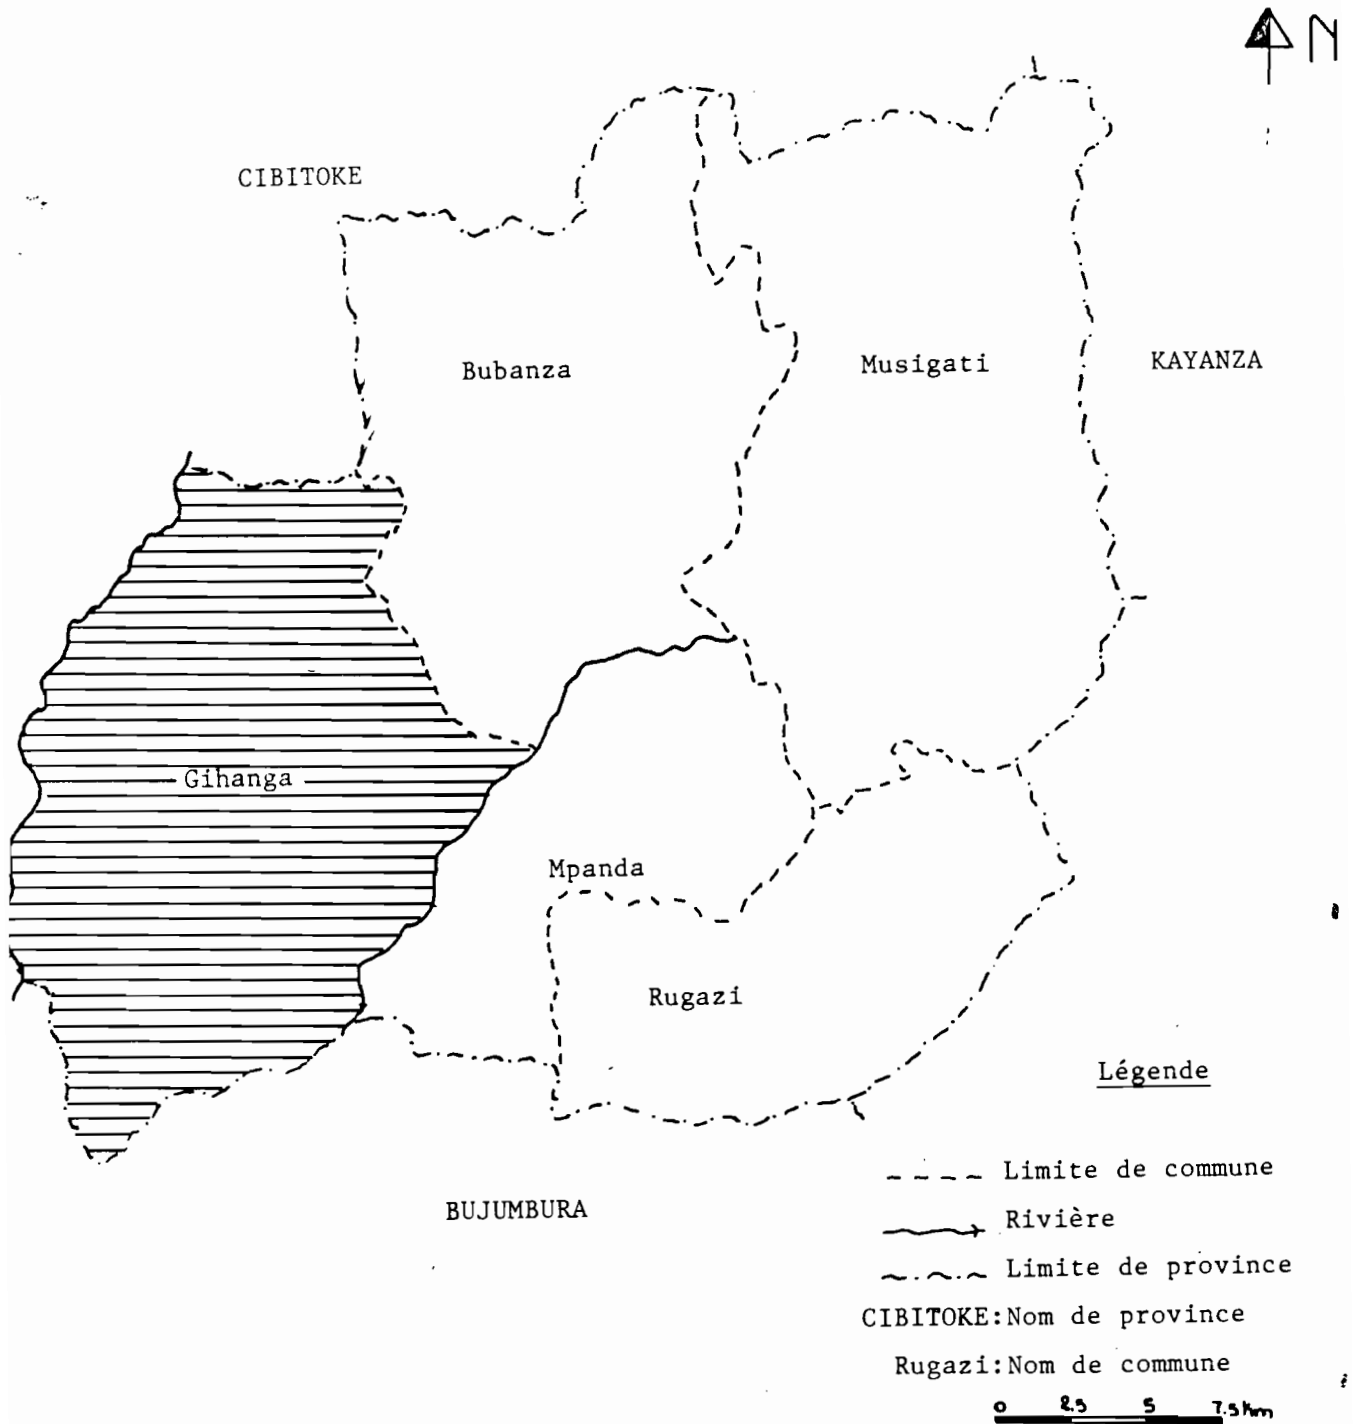 N
CIBITOKE
Bubanza
Musigati
KAYANZA
Gihanga
Mpanda
Rugazi
BUJUMBURA
Légende
Limite de commune
Rivière
Limite de province
CIBITOKE:Nom de province
Rugazi:Nom de commune
0 2.5 5 7.5km